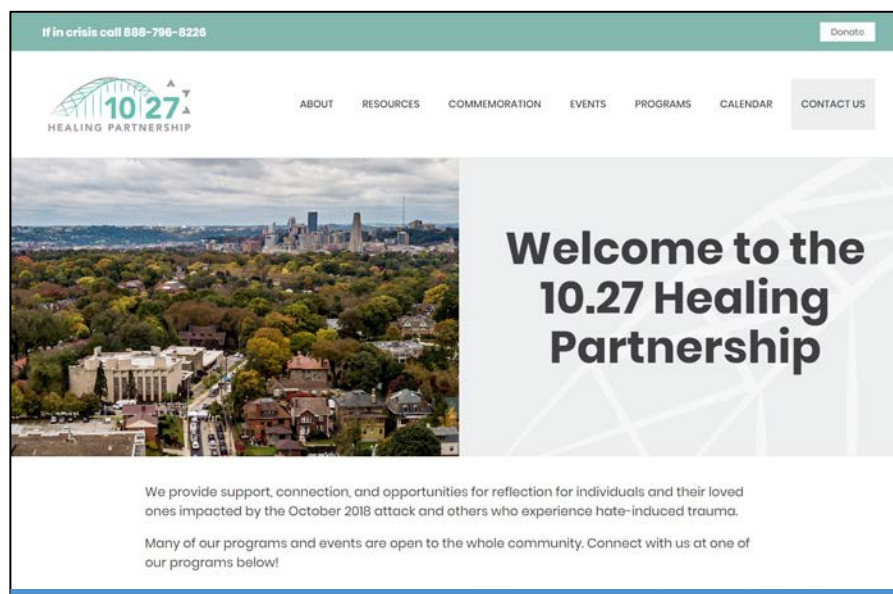 If in crisis call 888-796-8226
Donate
10 27
HEALING PARTNERSHIP
ABOUT RESOURCES COMMEMORATION EVENTS PROGRAMS CALENDAR CONTACT US
Welcome to the
10.27 Healing
Partnership
We provide support, connection, and opportunities for reflection for individuals and their loved
ones impacted by the October 2018 attack and others who experience hate-induced trauma.
Many of our programs and events are open to the whole community. Connect with us at one of
our programs below!